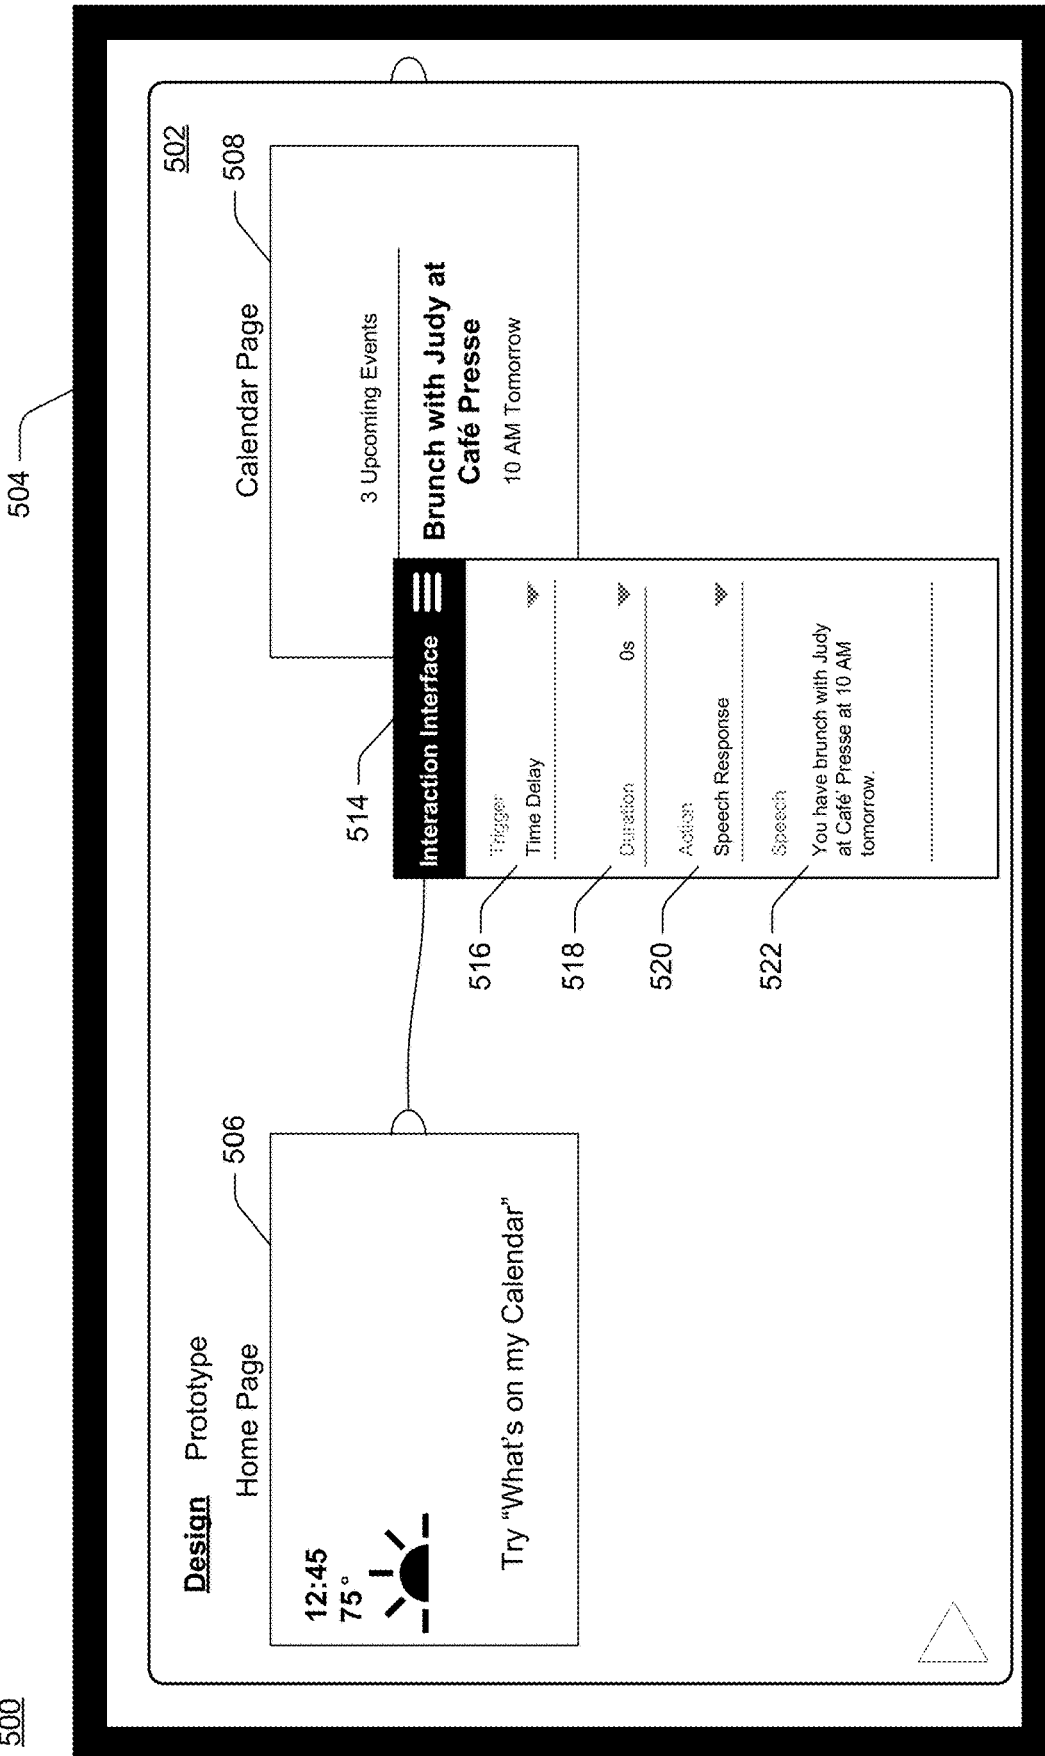 500
504
502
Design Prototype
Home Page
506
12:45
75°
Try “What’s on my Calendar”
Calendar Page
508
3 Upcoming Events
Brunch with Judy at
Café Presse
10 AM Tomorrow
514
Interaction Interface
516
Trigger
Time Delay
518
Duration
0s
520
Action
Speech Response
522
Speech
You have brunch with Judy
at Café’ Presse at 10 AM
tomorrow.